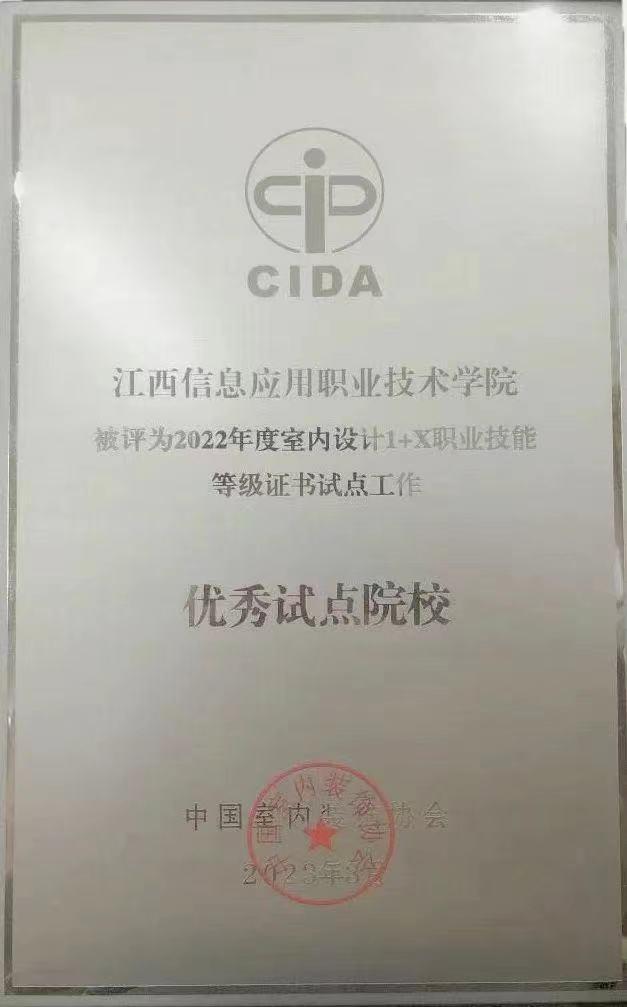 CIDA
江西信息应用职业技术学院
被评为2022年度室内设计1+X职业技能
等级证书试点工作
优秀试点院校
中国室内装饰协会
2023年3月